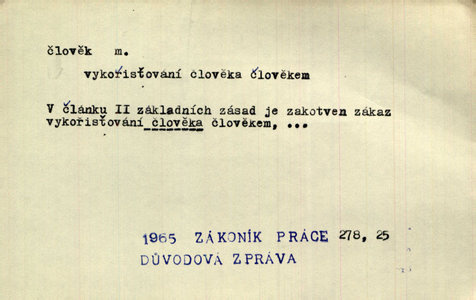 člověk m.
vykořisťování člověka člověkem
V článku II základních zásad je zakotven zákaz
vykořisťování člověka člověkem, ...
1965 ZÁKONÍK PRÁCE 278, 25
DŮVODOVÁ ZPRÁVA